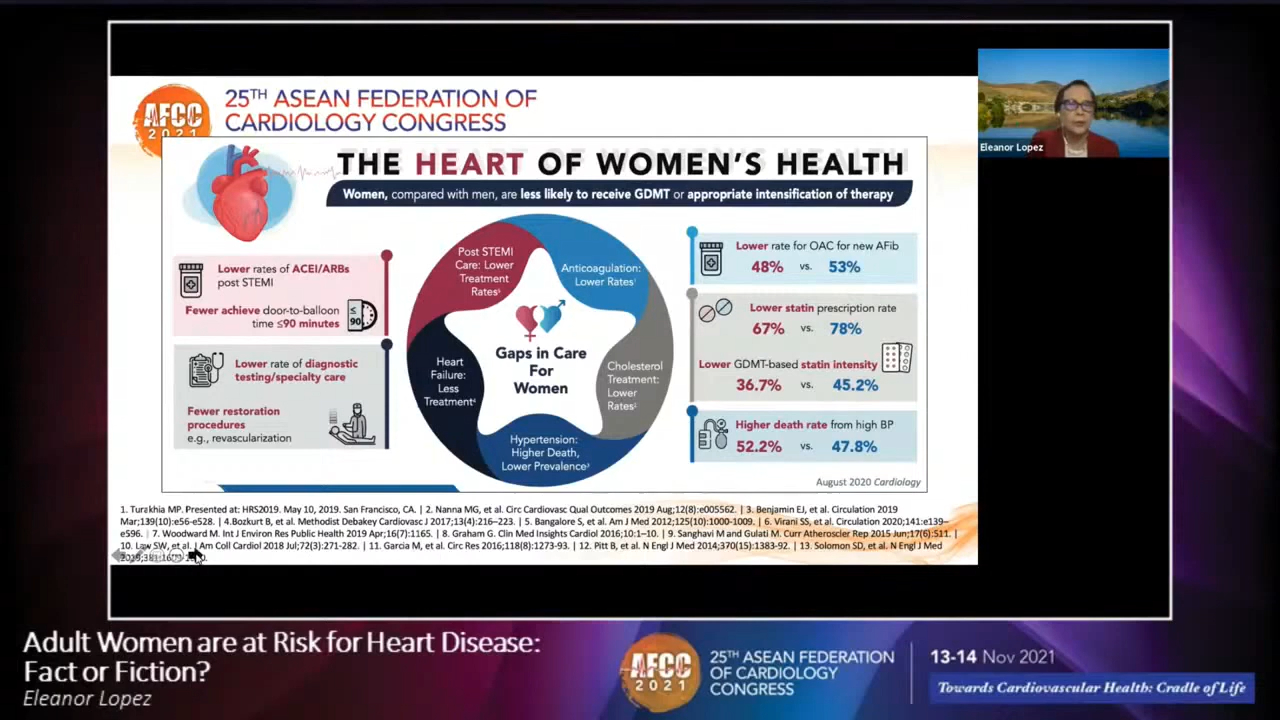 AFCC
2021
25TH ASEAN FEDERATION OF
CARDIOLOGY CONGRESS
THE HEART OF WOMEN'S HEALTH
Women, compared with men, are less likely to receive GDMT or appropriate intensification of therapy
Lower rates of ACEI/ARBs
post STEMI
Fewer achieve door-to-balloon
time ≤90 minutes
≤
90
Lower rate of diagnostic
testing/specialty care
Fewer restoration
procedures
e.g., revascularization
Post STEMI
Care: Lower
Treatment
Rates⁵
Anticoagulation:
Lower Rates¹
Heart
Failure:
Less
Treatment⁴
Gaps in Care
For
Women
Cholesterol
Treatment:
Lower
Rates²
Hypertension:
Higher Death,
Lower Prevalence³
Lower rate for OAC for new AFib
48% vs. 53%
Lower statin prescription rate
67% vs. 78%
Lower GDMT-based statin intensity
36.7% vs. 45.2%
Higher death rate from high BP
52.2% vs. 47.8%
August 2020 Cardiology
1. Turakhia MP. Presented at: HRS2019. May 10, 2019. San Francisco, CA. | 2. Nanna MG, et al. Circ Cardiovasc Qual Outcomes 2019 Aug;12(8):e005562. | 3. Benjamin EJ, et al. Circulation 2019
Mar;139(10):e56-e528. | 4.Bozkurt B, et al. Methodist Debakey Cardiovasc J 2017;13(4):216–223. | 5. Bangalore S, et al. Am J Med 2012;125(10):1000-1009. | 6. Virani SS, et al. Circulation 2020;141:e139–
e596. | 7. Woodward M. Int J Environ Res Public Health 2019 Apr;16(7):1165. | 8. Graham G. Clin Med Insights Cardiol 2016;10:1–10. | 9. Sanghavi M and Gulati M. Curr Atheroscler Rep 2015 Jun;17(6):511. |
10. Law SW, et al. J Am Coll Cardiol 2018 Jul;72(3):271-282. | 11. Garcia M, et al. Circ Res 2016;118(8):1273-93. | 12. Pitt B, et al. N Engl J Med 2014;370(15):1383-92. | 13. Solomon SD, et al. N Engl J Med
Eleanor Lopez
Adult Women are at Risk for Heart Disease:
Fact or Fiction?
Eleanor Lopez
AFCC
2021
25TH ASEAN FEDERATION
OF CARDIOLOGY
CONGRESS
13-14 Nov 2021
Towards Cardiovascular Health: Cradle of Life